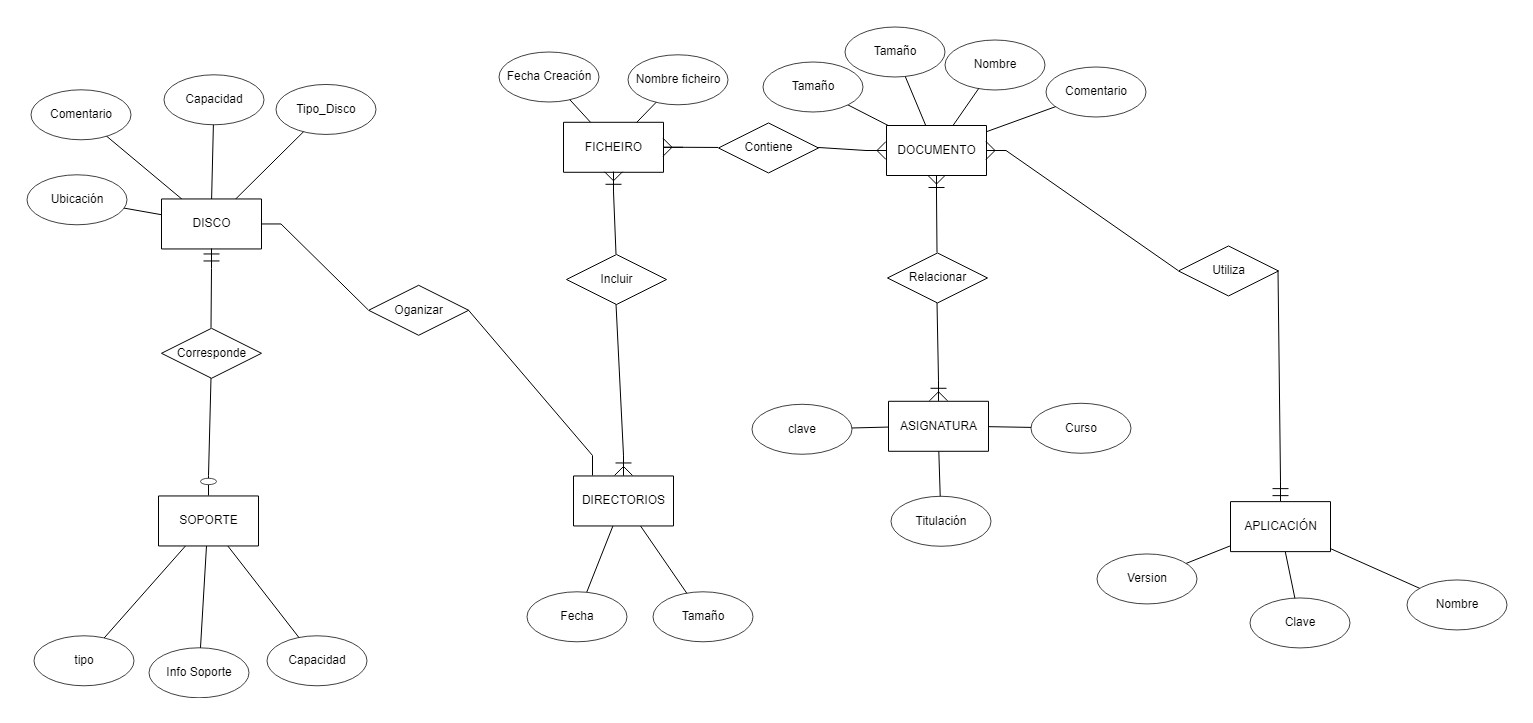 Tamaño
Nombre
Fecha Creación
Nombre ficheiro
Tamaño
Comentario
Comentario
Capacidad
Tipo_Disco
FICHEIRO
Contiene
DOCUMENTO
Ubicación
DISCO
Oganizar
Incluir
Relacionar
Utiliza
Corresponde
clave
ASIGNATURA
Curso
SOPORTE
DIRECTORIOS
Titulación
APLICACIÓN
Version
Fecha
Tamaño
Clave
Nombre
tipo
Info Soporte
Capacidad